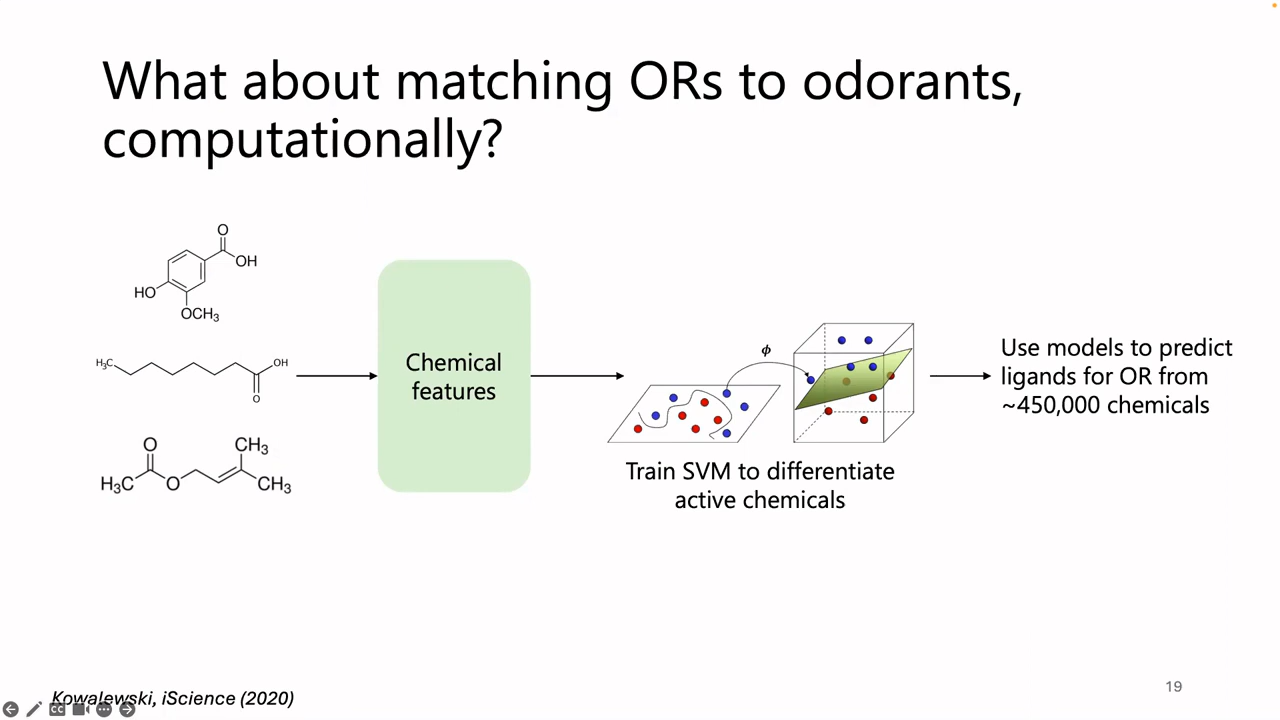 What about matching ORs to odorants,
computationally?
O
OH
HO
OCH₃
H₃C
OH
O
O
CH₃
H₃C
O
CH₃
Chemical
features
ϕ
Train SVM to differentiate
active chemicals
Use models to predict
ligands for OR from
~450,000 chemicals
Kowalewski, iScience (2020)
19
CC